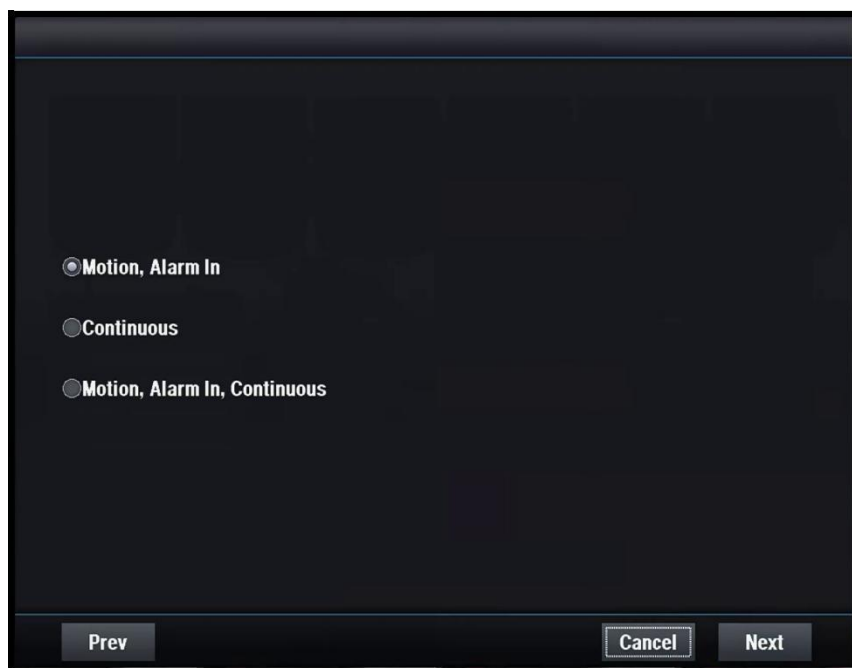 Motion, Alarm In
Continuous
Motion, Alarm In, Continuous
Prev
Cancel
Next